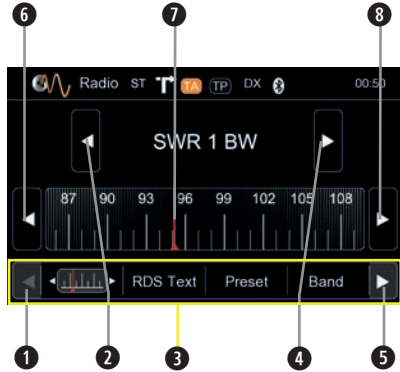 6 7 8
Radio ST TA TP DX 00:50
SWR 1 BW
87 90 93 96 99 102 105 108
RDS Text Preset Band
1 2 3 4 5